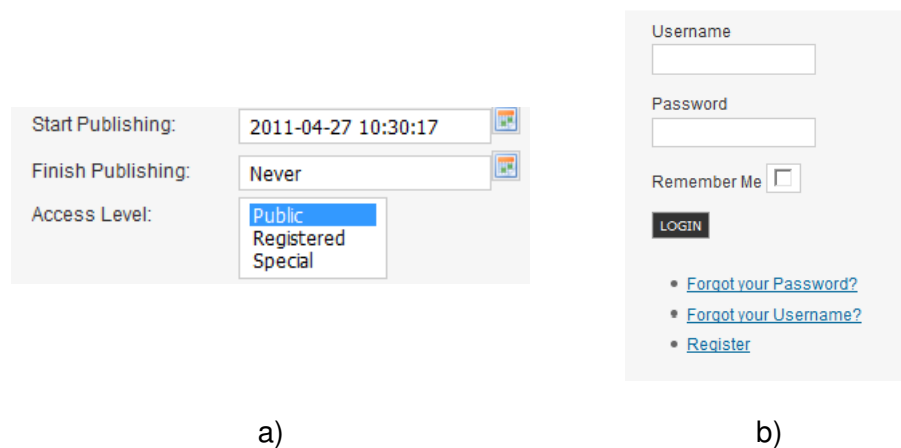 Start Publishing:
2011-04-27 10:30:17
Finish Publishing:
Never
Access Level:
Public
Registered
Special
a)
Username
Password
Remember Me
LOGIN
Forgot your Password?
Forgot your Username?
Register
b)